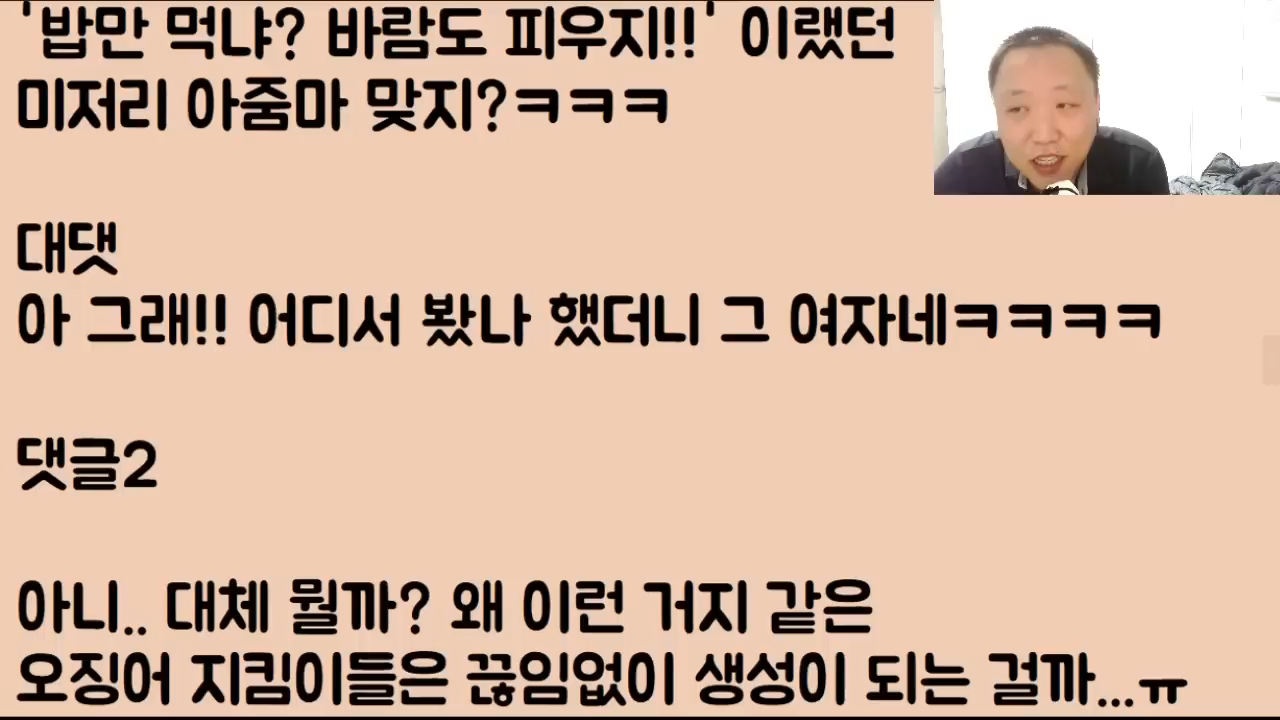 '밥만 먹냐? 바람도 피우지!!' 이랬던
미저리 아줌마 맞지?ㅋㅋㅋ
대댓
아 그래!! 어디서 봤나 했더니 그 여자네ㅋㅋㅋㅋ
댓글2
아니.. 대체 뭘까? 왜 이런 거지 같은
오징어 지킴이들은 끊임없이 생성이 되는 걸까...ㅠ